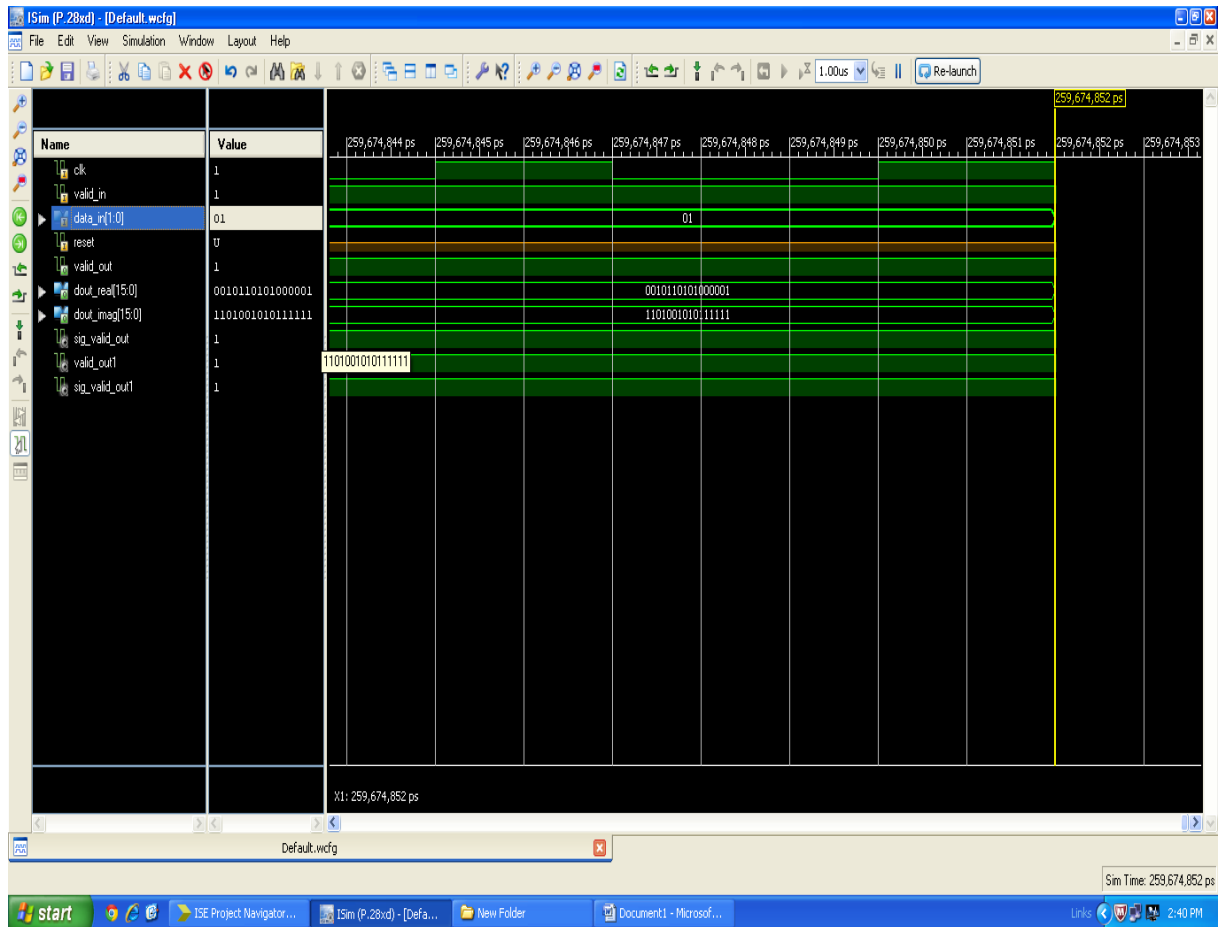 ISim (P.28xd) - [Default.wcfg]
File Edit View Simulation Window Layout Help
1.00us Re-launch
259,674,852 ps
Name Value
259,674,844 ps 259,674,845 ps 259,674,846 ps 259,674,847 ps 259,674,848 ps 259,674,849 ps 259,674,850 ps 259,674,851 ps 259,674,852 ps 259,674,853
clk 1
valid_in 1
data_in[1:0] 01 01
reset U
valid_out 1
dout_real[15:0] 0010110101000001 0010110101000001
dout_imag[15:0] 1101001010111111 1101001010111111
sig_valid_out 1
valid_out1 1 1101001010111111
sig_valid_out1 1
X1: 259,674,852 ps
Default.wcfg
Sim Time: 259,674,852 ps
start ISE Project Navigator... ISim (P.28xd) - [Defa... New Folder Document1 - Microsof... Links 2:40 PM